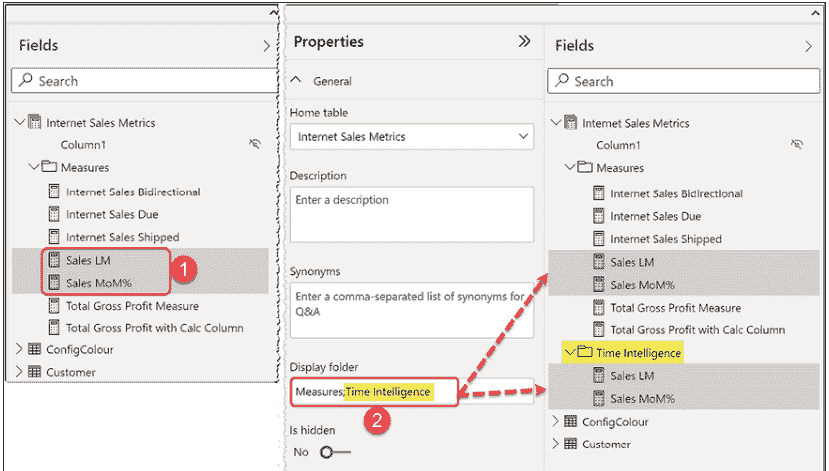 Fields
Search
Internet Sales Metrics
Column1
Measures
Internet Sales Bidirectional
Internet Sales Due
Internet Sales Shipped
Sales LM
Sales MoM%
1
Total Gross Profit Measure
Total Gross Profit with Calc Column
ConfigColour
Customer
Properties
General
Home table
Internet Sales Metrics
Description
Enter a description
Synonyms
Enter a comma-separated list of synonyms for
Q&A
Display folder
Measures;Time Intelligence
2
Is hidden
No
Fields
Search
Internet Sales Metrics
Column1
Measures
Internet Sales Bidirectional
Internet Sales Due
Internet Sales Shipped
Sales LM
Sales MoM%
Total Gross Profit Measure
Total Gross Profit with Calc Column
Time Intelligence
Sales LM
Sales MoM%
ConfigColour
Customer